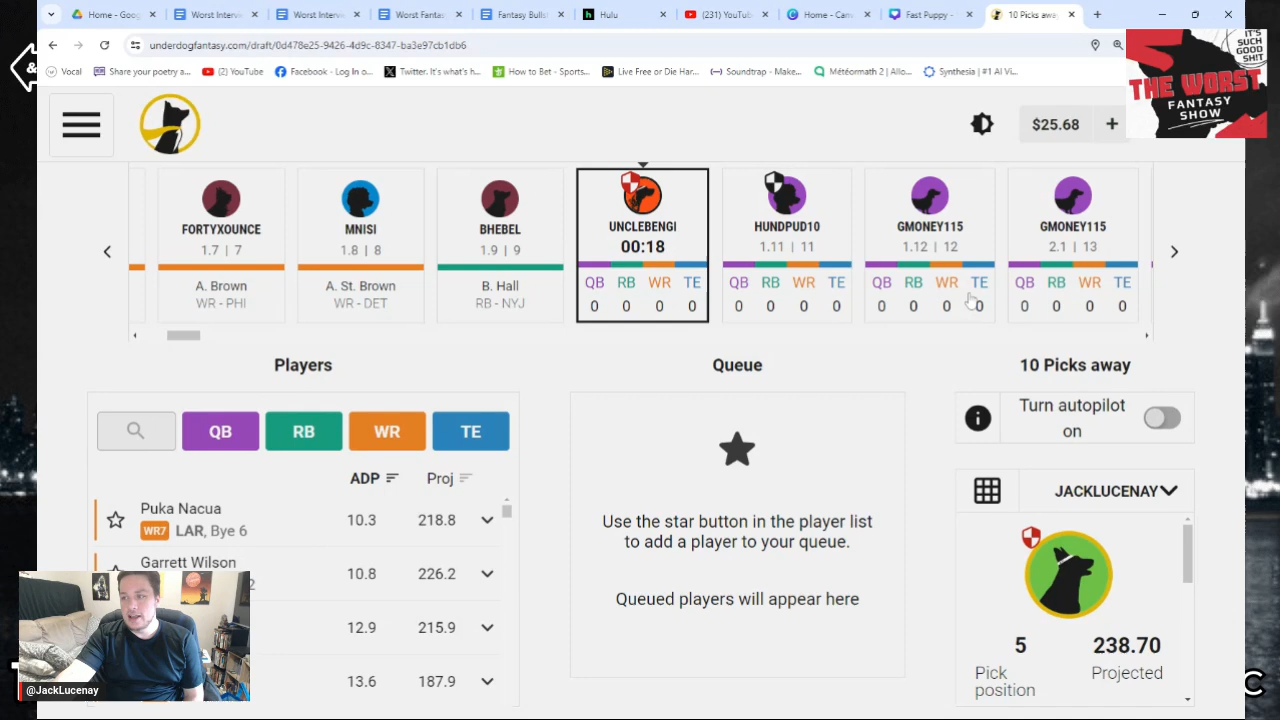 Home - Goog
Worst Intervi
Worst Interv
Worst Fantas
Fantasy Bulls
Hulu
(231) YouTub
Home - Can
Fast Puppy -
10 Picks awa
underdogfantasy.com/draft/0d478e25-9426-4d9c-8347-ba3e97cb1db6
Vocal
Share your poetry a...
(2) YouTube
Facebook - Log In o...
Twitter. It's what's h...
How to Bet - Sports...
Live Free or Die Har...
Soundtrap - Make...
Météormath 2 | Allo...
Synthesia | #1 AI Vi...
IT'S
SUCH
GOOD
SH!T
THE WORST
FANTASY
SHOW
$25.68 +
FORTYXOUNCE
1.7 | 7
A. Brown
WR - PHI
MNISI
1.8 | 8
A. St. Brown
WR - DET
BHEBEL
1.9 | 9
B. Hall
RB - NYJ
UNCLEBENGI
00:18
QB RB WR TE
0 0 0 0
HUNDPUD10
1.11 | 11
QB RB WR TE
0 0 0 0
GMONEY115
1.12 | 12
QB RB WR TE
0 0 0 0
GMONEY115
2.1 | 13
QB RB WR TE
0 0 0 0
Players
QB RB WR TE
ADP Proj
Puka Nacua
WR7 LAR, Bye 6
10.3 218.8
Garrett Wilson
10.8 226.2
12.9 215.9
13.6 187.9
Queue
Use the star button in the player list
to add a player to your queue.
Queued players will appear here
10 Picks away
Turn autopilot
on
JACKLUCENAY
5
Pick
position
238.70
Projected
@JackLucenay